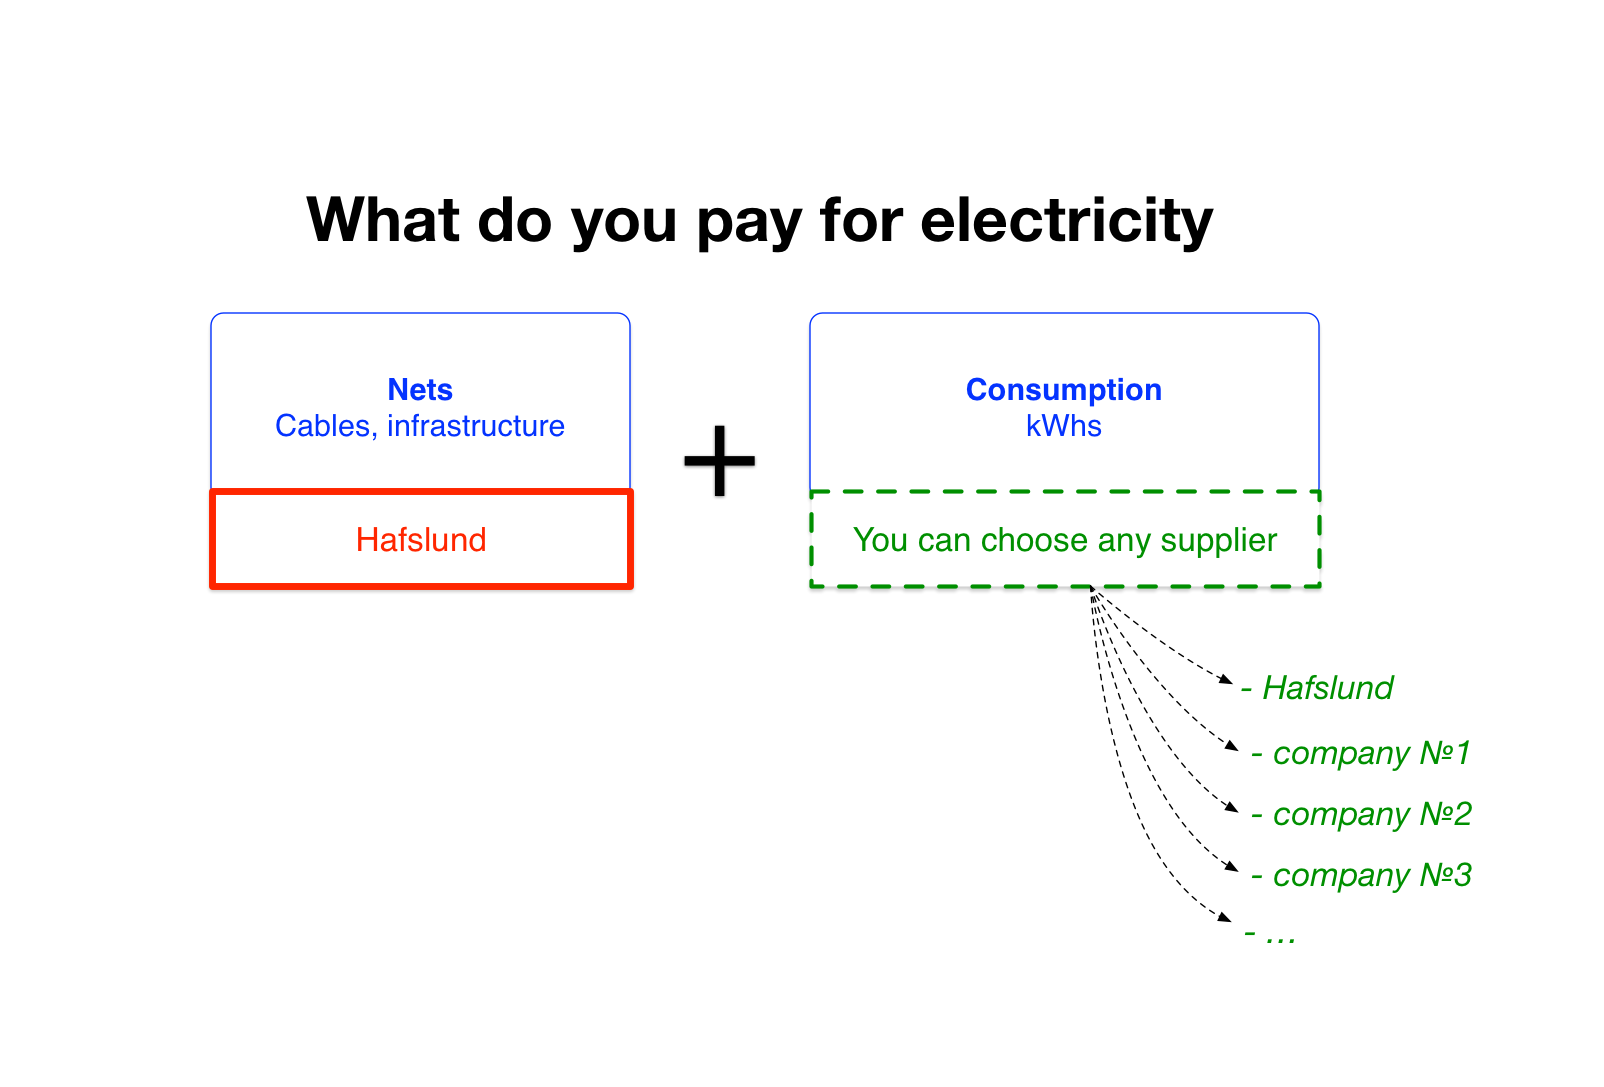 What do you pay for electricity
Nets
Cables, infrastructure
Hafslund
+
Consumption
kWhs
You can choose any supplier
- Hafslund
- company №1
- company №2
- company №3
- ...